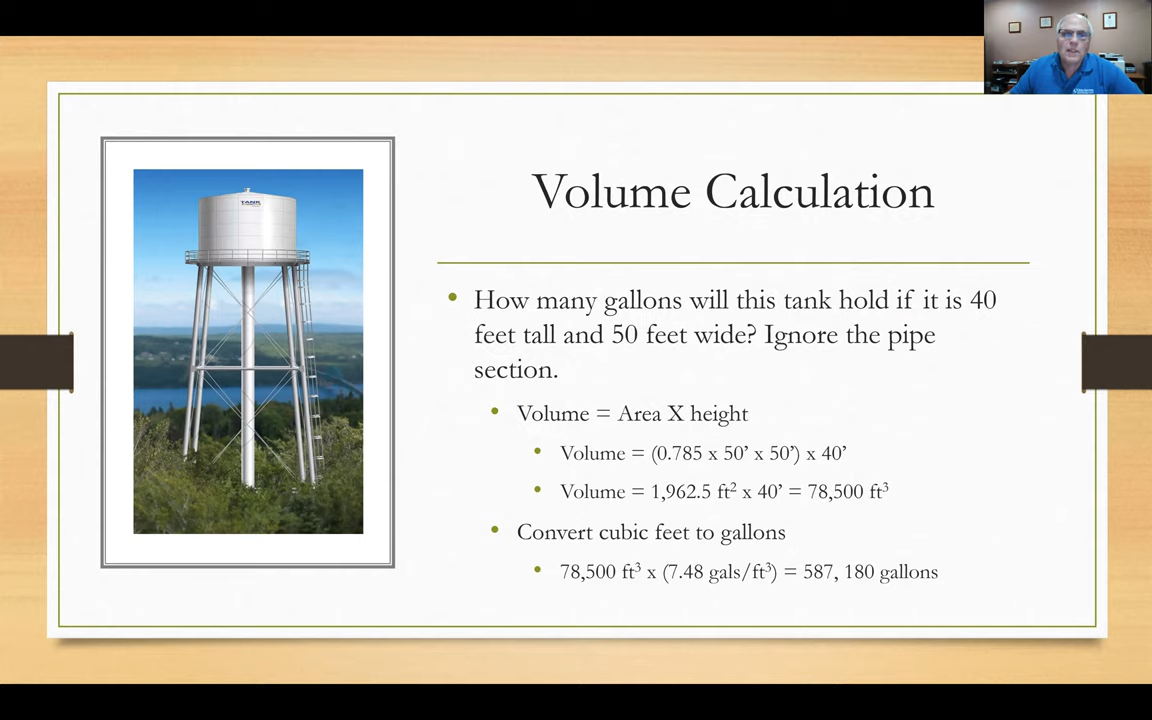 TANK
Volume Calculation
• How many gallons will this tank hold if it is 40
feet tall and 50 feet wide? Ignore the pipe
section.
• Volume = Area X height
• Volume = (0.785 x 50’ x 50’) x 40’
• Volume = 1,962.5 ft² x 40’ = 78,500 ft³
• Convert cubic feet to gallons
• 78,500 ft³ x (7.48 gals/ft³) = 587, 180 gallons